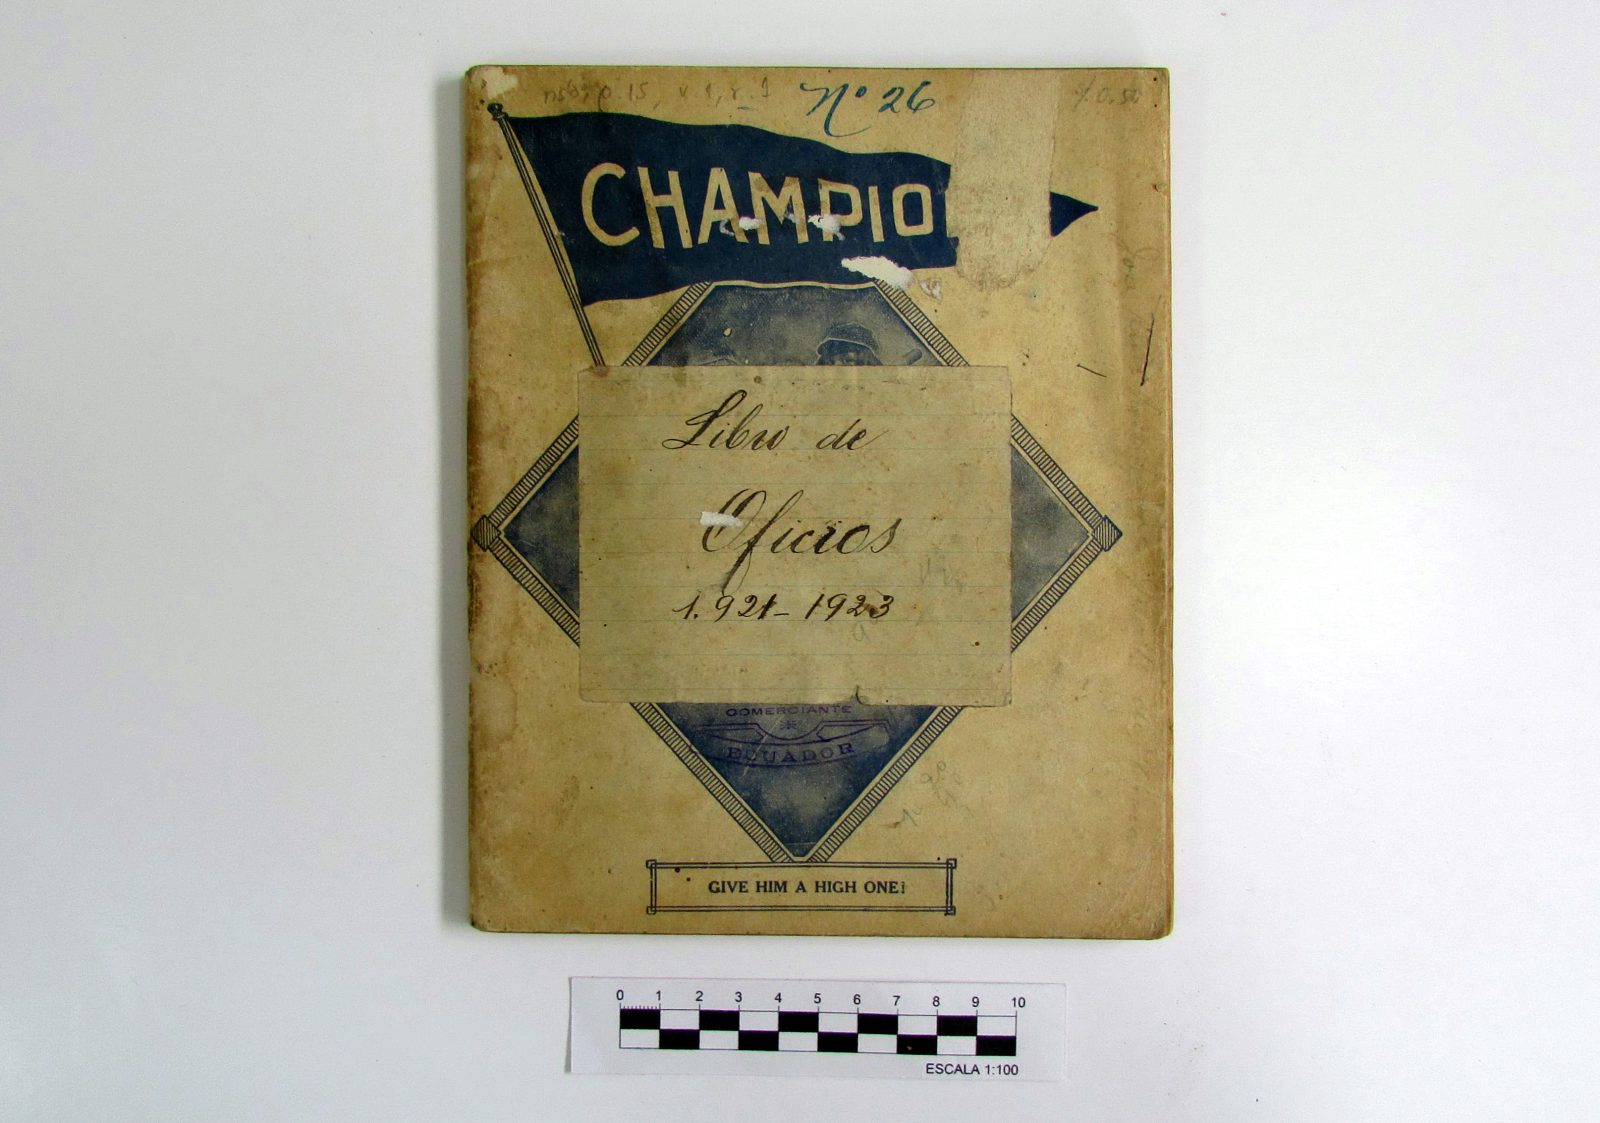 Nº 26
CHAMPIO
Libro de
Oficios
1.921- 1923
COMERCIANTE
ECUADOR
GIVE HIM A HIGH ONE!
0 1 2 3 4 5 6 7 8 9 10
ESCALA 1:100